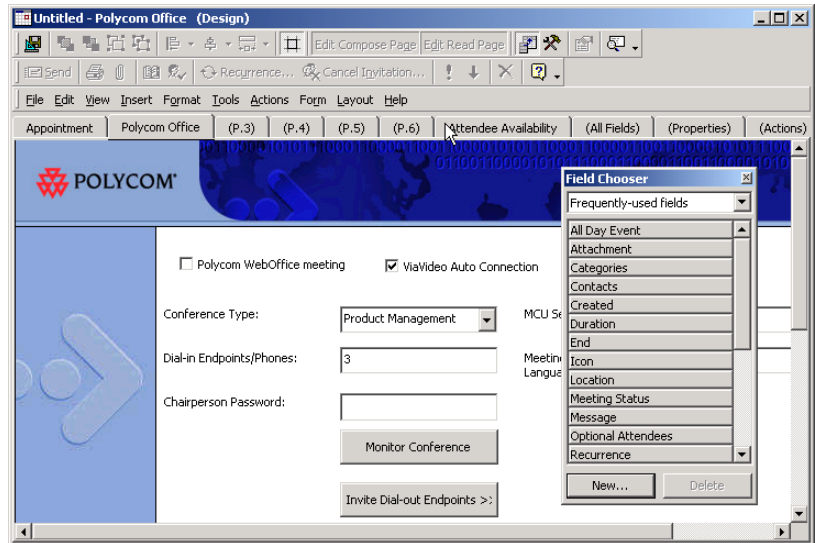 Untitled - Polycom Office (Design)
Edit Compose Page Edit Read Page
Send Recurrence... Cancel Invitation...
File Edit View Insert Format Tools Actions Form Layout Help
Appointment Polycom Office (P.3) (P.4) (P.5) (P.6) Attendee Availability (All Fields) (Properties) (Actions)
POLYCOM
Field Chooser
Frequently-used fields
All Day Event
Attachment
Categories
Contacts
Created
Duration
End
Icon
Location
Meeting Status
Message
Optional Attendees
Recurrence
New... Delete
Polycom WebOffice meeting ViaVideo Auto Connection
Conference Type: Product Management MCU Se
Dial-in Endpoints/Phones: 3 Meetin
Langua
Chairperson Password:
Monitor Conference
Invite Dial-out Endpoints >: